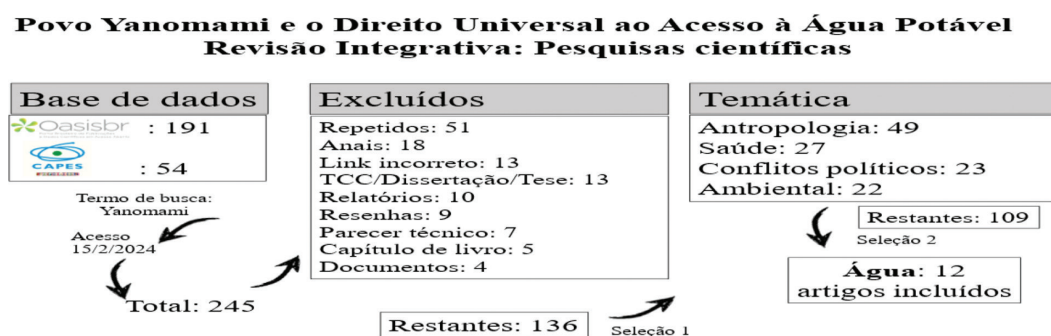 Povo Yanomami e o Direito Universal ao Acesso à Água Potável
Revisão Integrativa: Pesquisas científicas
Base de dados
Oasisbr : 191
CAPES : 54
Termo de busca:
Yanomami
Acesso
15/2/2024
Total: 245
Excluídos
Repetidos: 51
Anais: 18
Link incorreto: 13
TCC/Dissertação/Tese: 13
Relatórios: 10
Resenhas: 9
Parecer técnico: 7
Capítulo de livro: 5
Documentos: 4
Restantes: 136
Seleção 1
Temática
Antropologia: 49
Saúde: 27
Conflitos políticos: 23
Ambiental: 22
Restantes: 109
Seleção 2
Água: 12
artigos incluídos